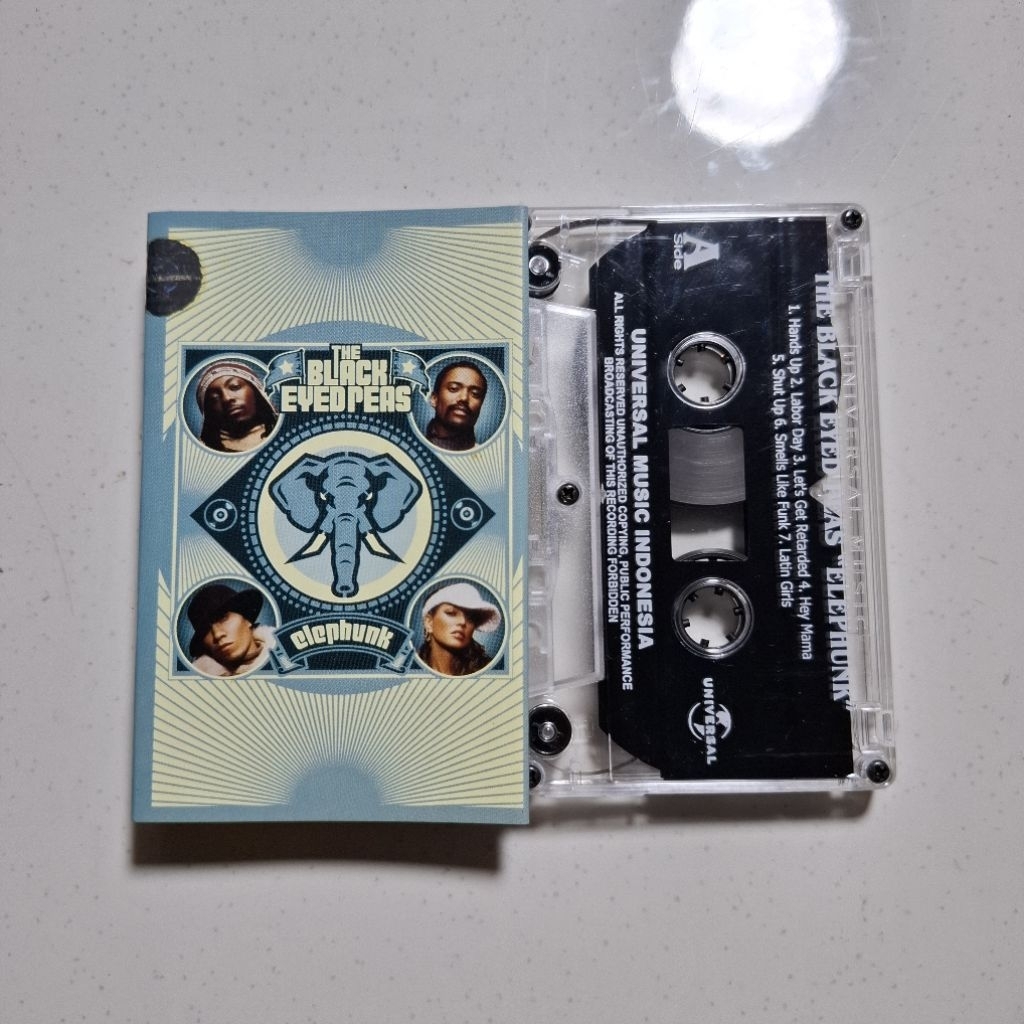 THE
BLACK
EYED PEAS
elephunk
A
Side
THE BLACK EYED PEAS "ELEPHUNK"
1. Hands Up 2. Labor Day 3. Let's Get Retarded 4. Hey Mama
5. Shut Up 6. Smells Like Funk 7. Latin Girls
UNIVERSAL
UNIVERSAL MUSIC INDONESIA
ALL RIGHTS RESERVED UNAUTHORIZED COPYING, PUBLIC PERFORMANCE
BROADCASTING OF THIS RECORDING FORBIDDEN
UNIVERSAL MUSIC